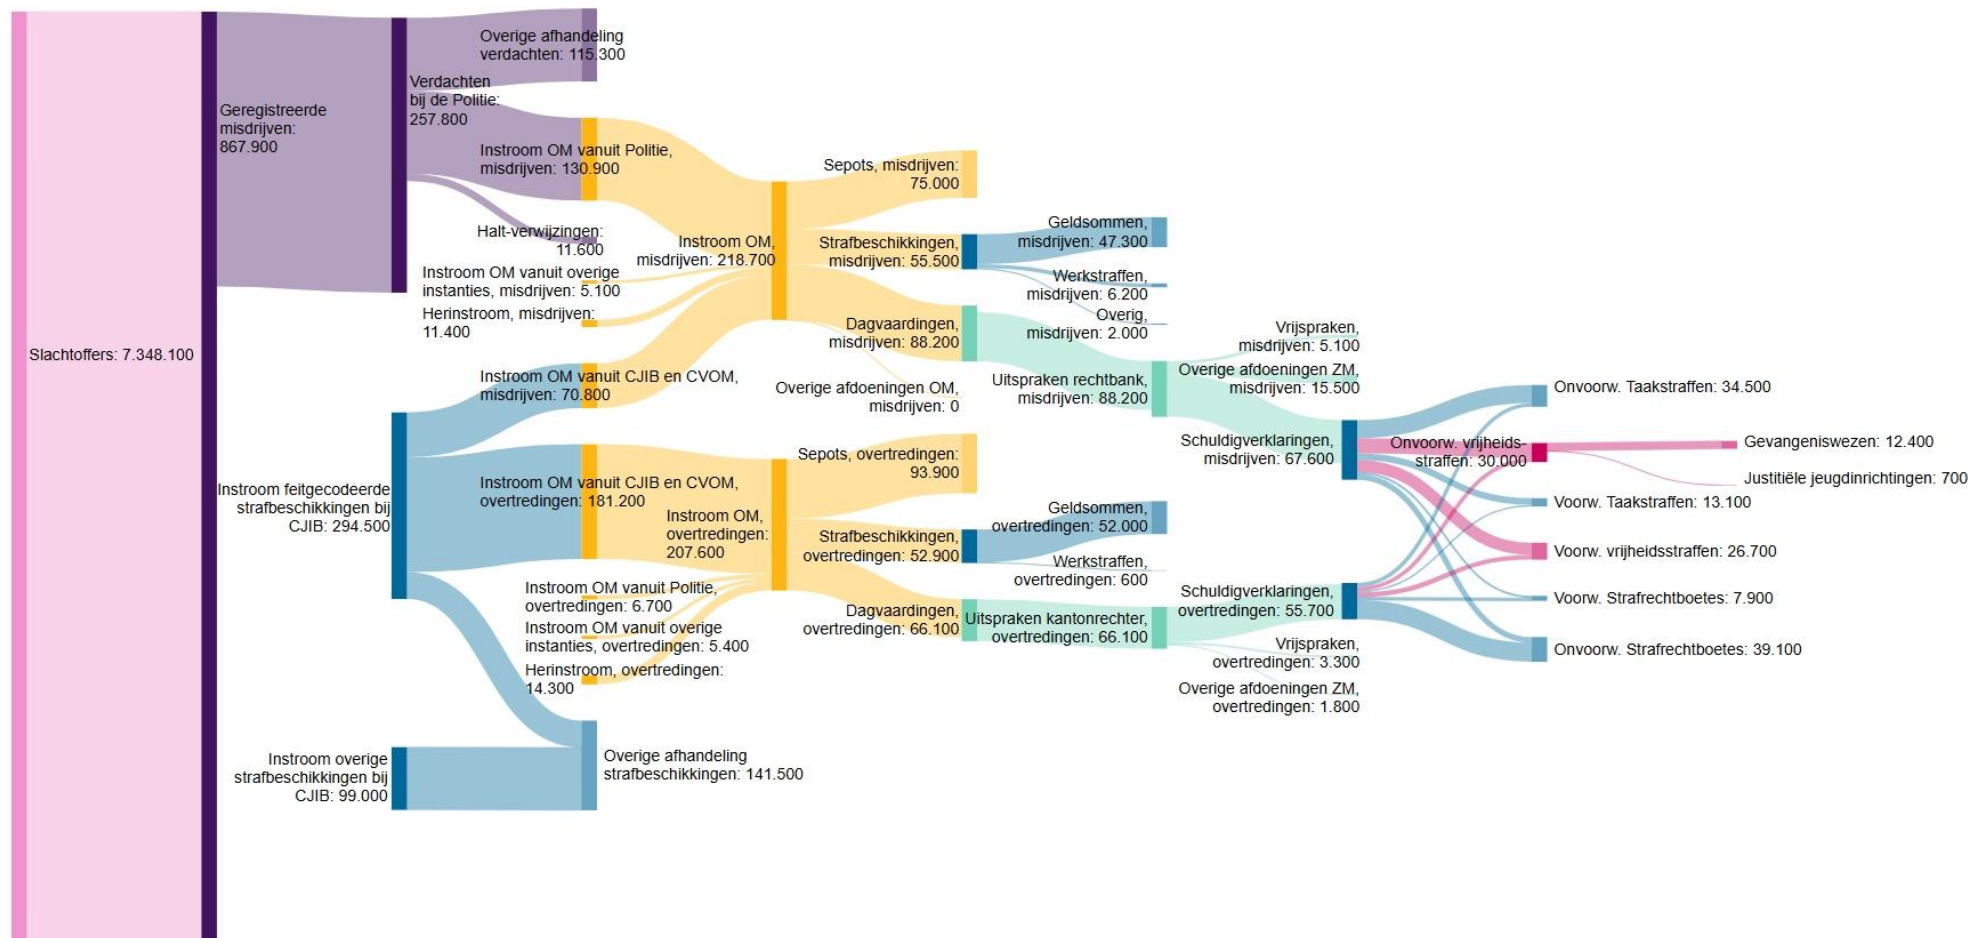 Slachtoffers: 7.348.100
Geregistreerde
misdrijven:
867.900
Verdachten
bij de Politie:
257.800
Instroom feitgecodeerde
strafbeschikkingen bij
CJIB: 294.500
Instroom overige
strafbeschikkingen bij
CJIB: 99.000
Overige afhandeling
verdachten: 115.300
Instroom OM vanuit Politie,
misdrijven: 130.900
Halt-verwijzingen:
11.600
Instroom OM vanuit overige
instanties, misdrijven: 5.100
Herinstroom, misdrijven:
11.400
Instroom OM vanuit CJIB en CVOM,
misdrijven: 70.800
Instroom OM vanuit CJIB en CVOM,
overtredingen: 181.200
Instroom OM vanuit Politie,
overtredingen: 6.700
Instroom OM vanuit overige
instanties, overtredingen: 5.400
Herinstroom, overtredingen:
14.300
Overige afhandeling
strafbeschikkingen: 141.500
Instroom OM,
misdrijven: 218.700
Instroom OM,
overtredingen:
207.600
Sepots, misdrijven:
75.000
Strafbeschikkingen,
misdrijven: 55.500
Dagvaardingen,
misdrijven: 88.200
Overige afdoeningen OM,
misdrijven: 0
Sepots, overtredingen:
93.900
Strafbeschikkingen,
overtredingen: 52.900
Dagvaardingen,
overtredingen: 66.100
Geldsommen,
misdrijven: 47.300
Werkstraffen,
misdrijven: 6.200
Overig,
misdrijven: 2.000
Uitspraken rechtbank,
misdrijven: 88.200
Geldsommen,
overtredingen: 52.000
Werkstraffen,
overtredingen: 600
Uitspraken kantonrechter,
overtredingen: 66.100
Vrijspraken,
misdrijven: 5.100
Overige afdoeningen ZM,
misdrijven: 15.500
Schuldigverklaringen,
misdrijven: 67.600
Schuldigverklaringen,
overtredingen: 55.700
Vrijspraken,
overtredingen: 3.300
Overige afdoeningen ZM,
overtredingen: 1.800
Onvoorw. Taakstraffen: 34.500
Onvoorw. vrijheids-
straffen: 30.000
Voorw. Taakstraffen: 13.100
Voorw. vrijheidsstraffen: 26.700
Voorw. Strafrechtboetes: 7.900
Onvoorw. Strafrechtboetes: 39.100
Gevangeniswezen: 12.400
Justitiële jeugdinrichtingen: 700